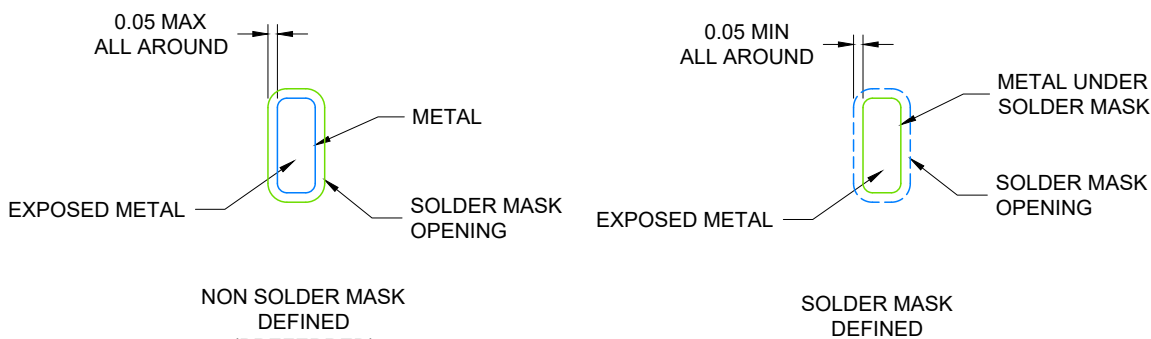 0.05 MAX
ALL AROUND
METAL
EXPOSED METAL
SOLDER MASK
OPENING
NON SOLDER MASK
DEFINED
0.05 MIN
ALL AROUND
METAL UNDER
SOLDER MASK
EXPOSED METAL
SOLDER MASK
OPENING
SOLDER MASK
DEFINED